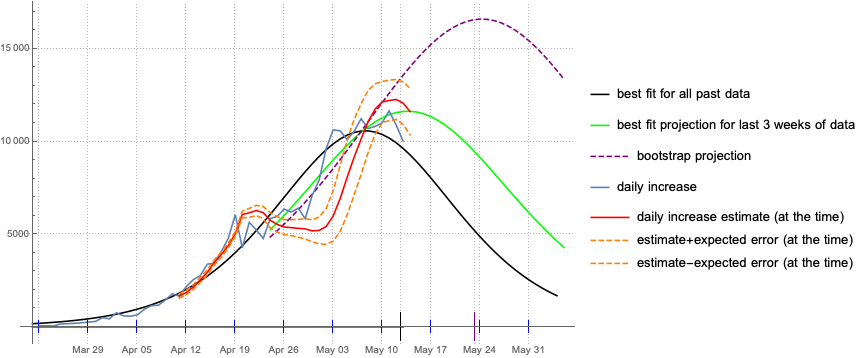 15 000
10 000
5000
Mar 29 Apr 05 Apr 12 Apr 19 Apr 26 May 03 May 10 May 17 May 24 May 31
best fit for all past data
best fit projection for last 3 weeks of data
bootstrap projection
daily increase
daily increase estimate (at the time)
estimate+expected error (at the time)
estimate−expected error (at the time)